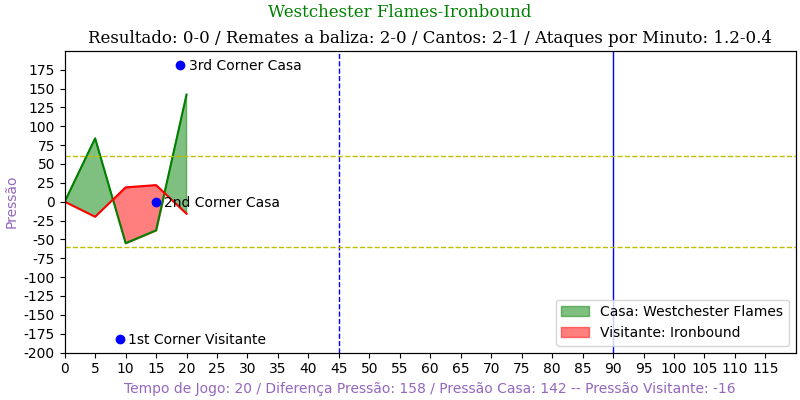 Westchester Flames-Ironbound
Resultado: 0-0 / Remates a baliza: 2-0 / Cantos: 2-1 / Ataques por Minuto: 1.2-0.4
Pressão
175
150
125
100
75
50
25
0
-25
-50
-75
-100
-125
-150
-175
-200
3rd Corner Casa
2nd Corner Casa
1st Corner Visitante
Casa: Westchester Flames
Visitante: Ironbound
0 5 10 15 20 25 30 35 40 45 50 55 60 65 70 75 80 85 90 95 100 105 110 115
Tempo de Jogo: 20 / Diferença Pressão: 158 / Pressão Casa: 142 -- Pressão Visitante: -16